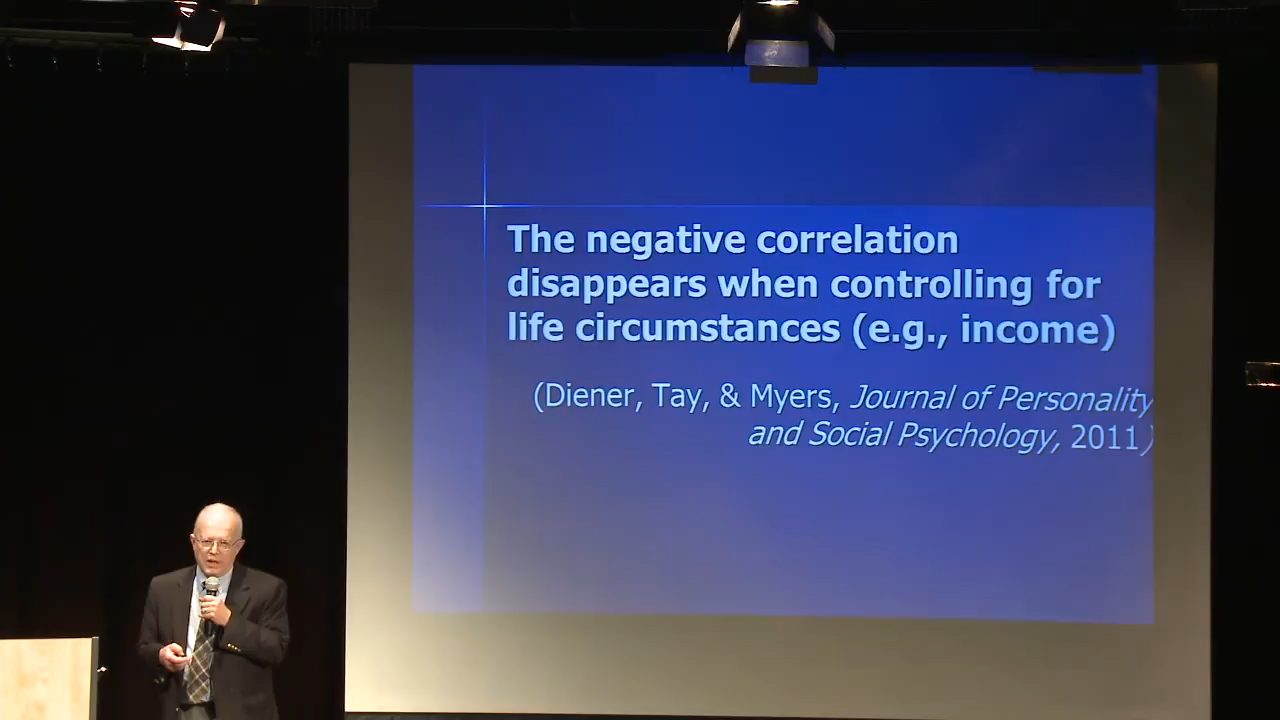 The negative correlation
disappears when controlling for
life circumstances (e.g., income)
(Diener, Tay, & Myers, Journal of Personality
and Social Psychology, 2011)